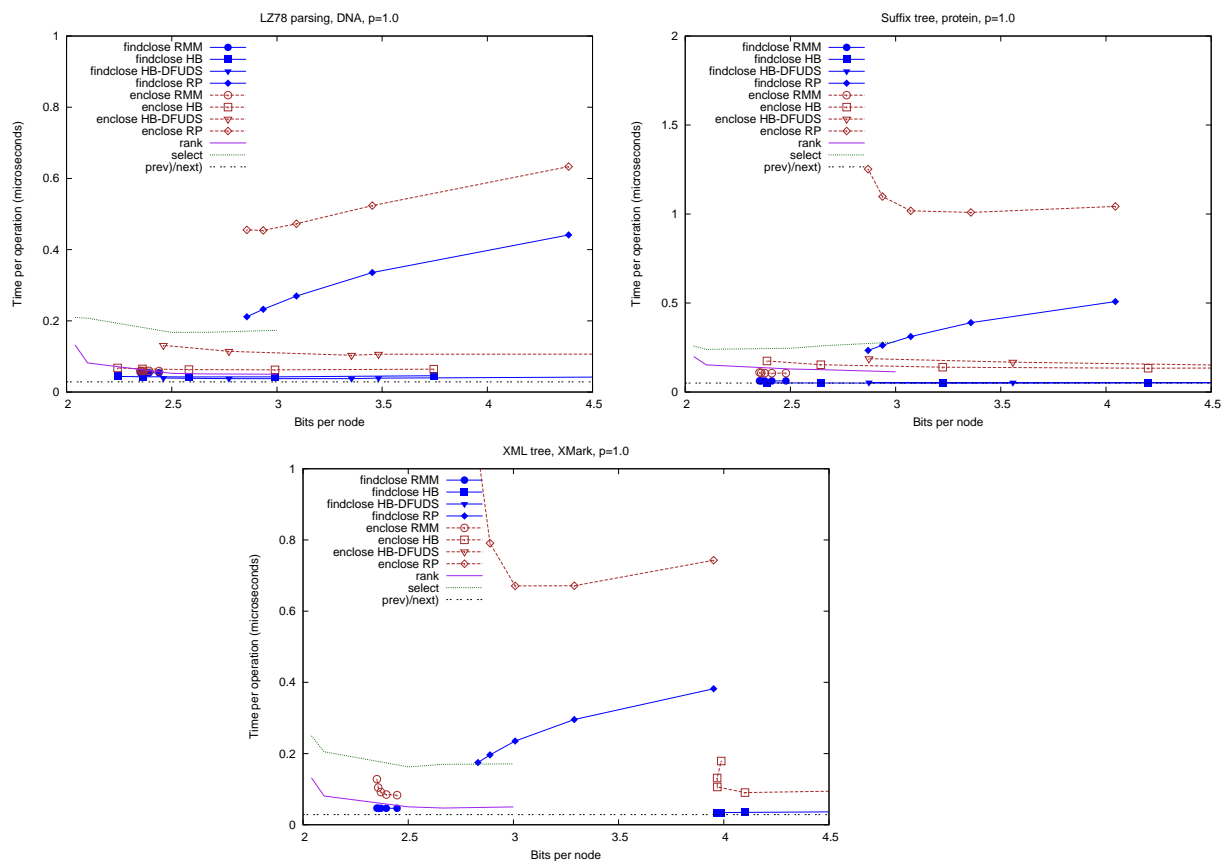 LZ78 parsing, DNA, p=1.0
1
0.8
0.6
0.4
0.2
0
Time per operation (microseconds)
findclose RMM
findclose HB
findclose HB-DFUDS
findclose RP
enclose RMM
enclose HB
enclose HB-DFUDS
enclose RP
rank
select
prev)/next)
2 2.5 3 3.5 4 4.5
Bits per node
Suffix tree, protein, p=1.0
2
1.5
1
0.5
0
Time per operation (microseconds)
findclose RMM
findclose HB
findclose HB-DFUDS
findclose RP
enclose RMM
enclose HB
enclose HB-DFUDS
enclose RP
rank
select
prev)/next)
2 2.5 3 3.5 4 4.5
Bits per node
XML tree, XMark, p=1.0
1
0.8
0.6
0.4
0.2
0
Time per operation (microseconds)
findclose RMM
findclose HB
findclose HB-DFUDS
findclose RP
enclose RMM
enclose HB
enclose HB-DFUDS
enclose RP
rank
select
prev)/next)
2 2.5 3 3.5 4 4.5
Bits per node